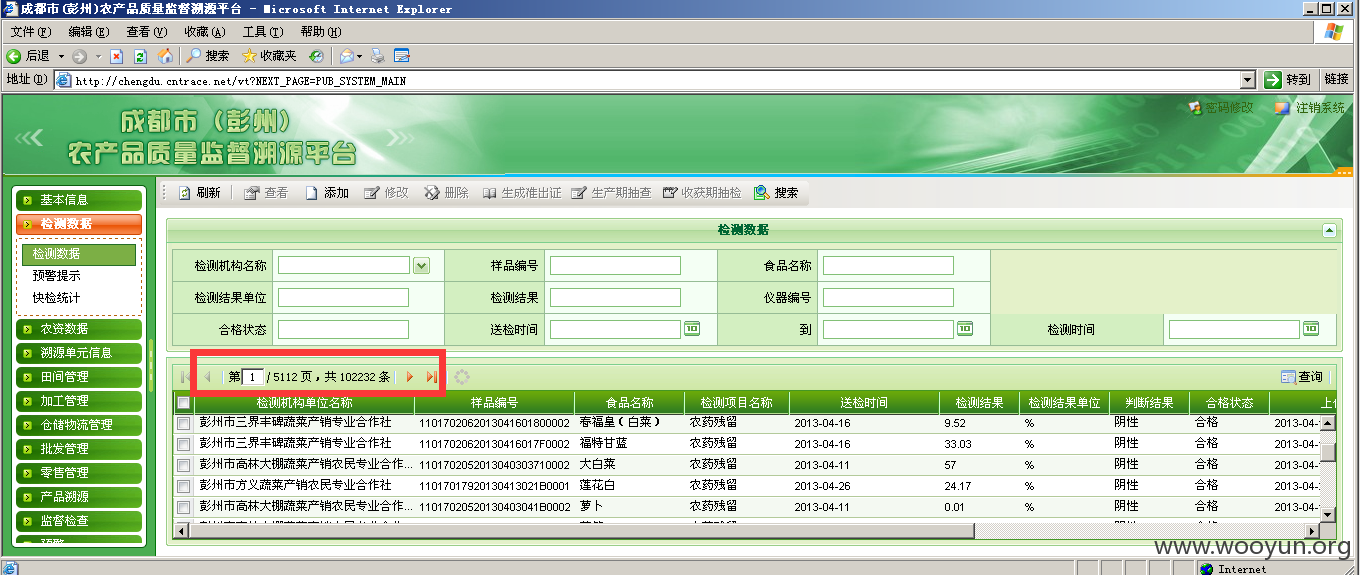 成都市(彭州)农产品质量监督溯源平台 - Microsoft Internet Explorer
文件(F) 编辑(E) 查看(V) 收藏(A) 工具(T) 帮助(H)
后退 搜索 收藏夹
地址(D) http://chengdu.cntrace.net/vt?NEXT_PAGE=PUB_SYSTEM_MAIN 转到 链接
成都市（彭州）
农产品质量监督溯源平台
密码修改 注销系统
基本信息
检测数据
检测数据
预警提示
快检统计
农资数据
溯源单元信息
田间管理
加工管理
仓储物流管理
批发管理
零售管理
产品溯源
监督检查
刷新 查看 添加 修改 删除 生成准出证 生产期抽查 收获期抽检 搜索
检测数据
检测机构名称 样品编号 食品名称
检测结果单位 检测结果 仪器编号
合格状态 送检时间 到 检测时间
第 1 / 5112 页，共 102232 条 查询
检测机构单位名称 样品编号 食品名称 检测项目名称 送检时间 检测结果 检测结果单位 判断结果 合格状态 上
彭州市三界丰碑蔬菜产销专业合作社 1101702062013041601800002 春福皇（白菜） 农药残留 2013-04-16 9.52 % 阴性 合格 2013-04-
彭州市三界丰碑蔬菜产销专业合作社 11017020620130416017F0002 福特甘蓝 农药残留 2013-04-16 33.03 % 阴性 合格 2013-04-
彭州市高林大棚蔬菜产销农民专业合作... 1101702052013040303710002 大白菜 农药残留 2013-04-11 57 % 阴性 合格 2013-04-
彭州市方义蔬菜产销农民专业合作社 11017017920130413021B0001 莲花白 农药残留 2013-04-26 24.17 % 阴性 合格 2013-04-
彭州市高林大棚蔬菜产销农民专业合作... 11017020520130403041B0002 萝卜 农药残留 2013-04-11 0.01 % 阴性 合格 2013-04-
www.wooyun.org
Internet